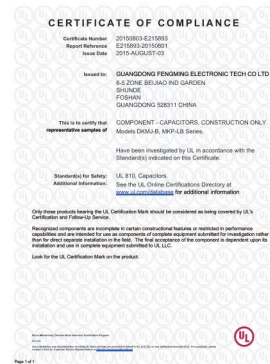 CERTIFICATE OF COMPLIANCE
Certificate Number 20150803-E215893
Report Reference E215893-20150801
Issue Date 2015-AUGUST-03
Issued to: GUANGDONG FENGMING ELECTRONIC TECH CO LTD
8-5 ZONE BEIJIAO IND GARDEN
SHUNDE
FOSHAN
GUANGDONG 528311 CHINA
This is to certify that COMPONENT - CAPACITORS, CONSTRUCTION ONLY
representative samples of Models DKMJ-B, MKP-LB Series.
Have been investigated by UL in accordance with the
Standard(s) indicated on this Certificate.
Standard(s) for Safety: UL 810, Capacitors.
Additional Information: See the UL Online Certifications Directory at
www.ul.com/database for additional information
Only those products bearing the UL Certification Mark should be considered as being covered by UL's
Certification and Follow-Up Service.
Recognized components are incomplete in certain constructional features or restricted in performance
capabilities and are intended for use as components of complete equipment submitted for investigation rather
than for direct separate installation in the field. The final acceptance of the component is dependent upon its
installation and use in complete equipment submitted to UL LLC.
Look for the UL Certification Mark on the product.
UL
Page 1 of 1